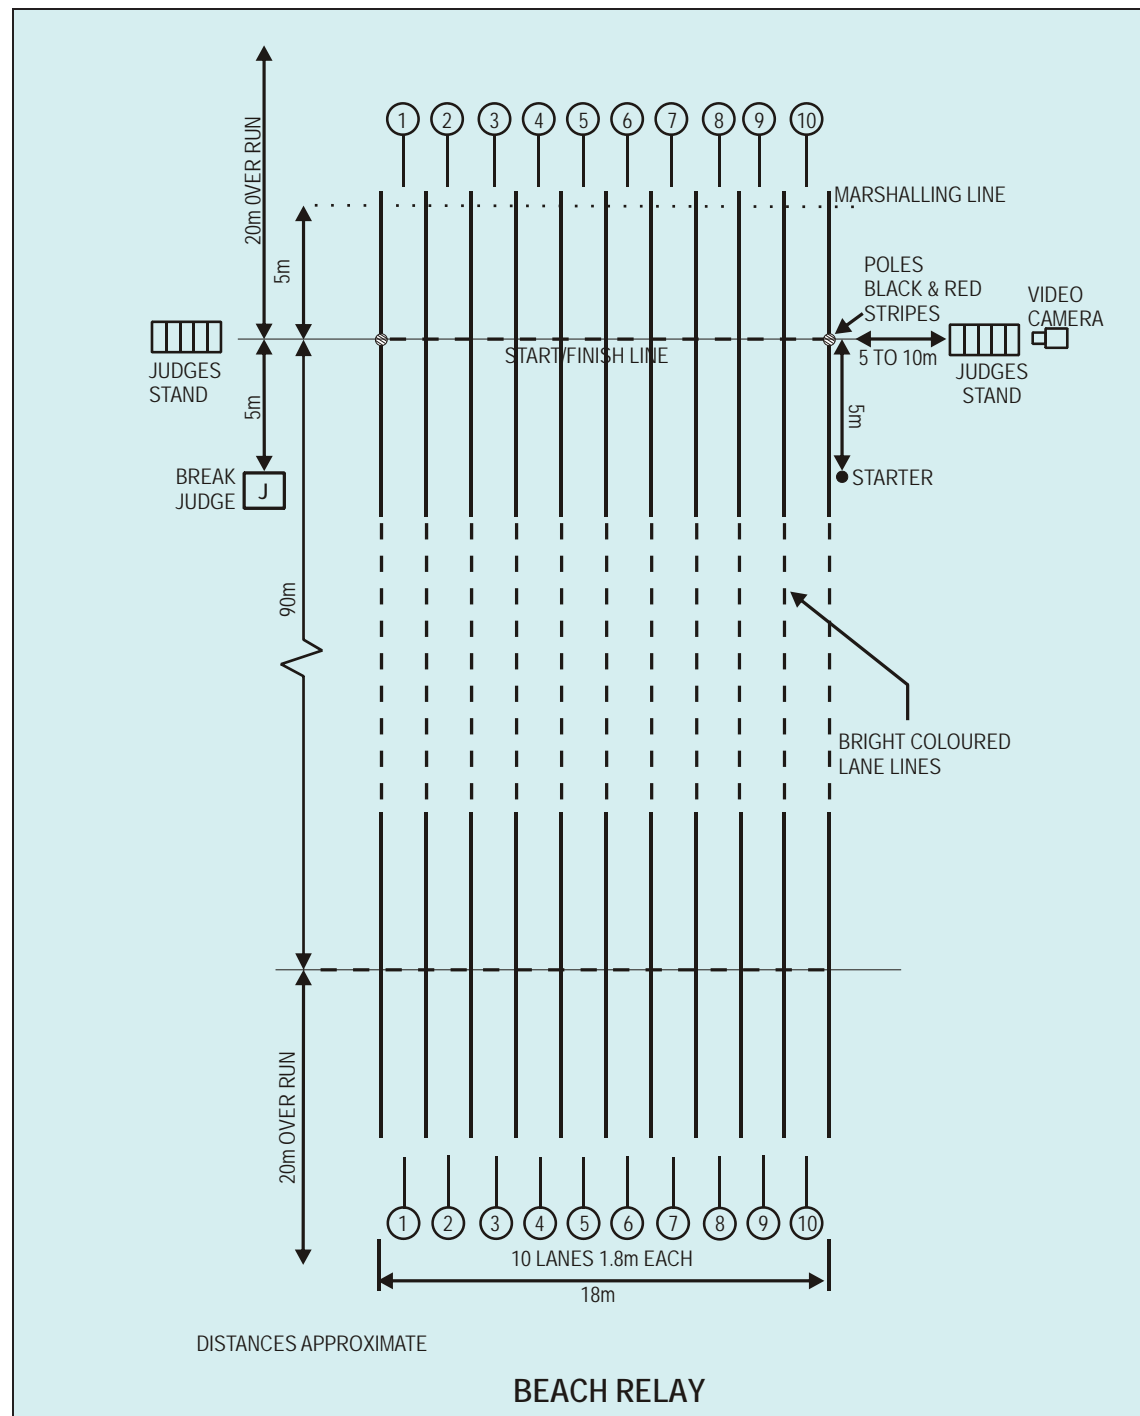 1 2 3 4 5 6 7 8 9 10
20m 0VER RUN
MARSHALLING LINE
5m
POLES
BLACK & RED
STRIPES
VIDEO
CAMERA
START/FINISH LINE
5 TO 10m
JUDGES
STAND
JUDGES
STAND
5m
5m
BREAK
JUDGE
J
STARTER
90m
BRIGHT COLOURED
LANE LINES
20m OVER RUN
1 2 3 4 5 6 7 8 9 10
10 LANES 1.8m EACH
18m
DISTANCES APPROXIMATE
BEACH RELAY